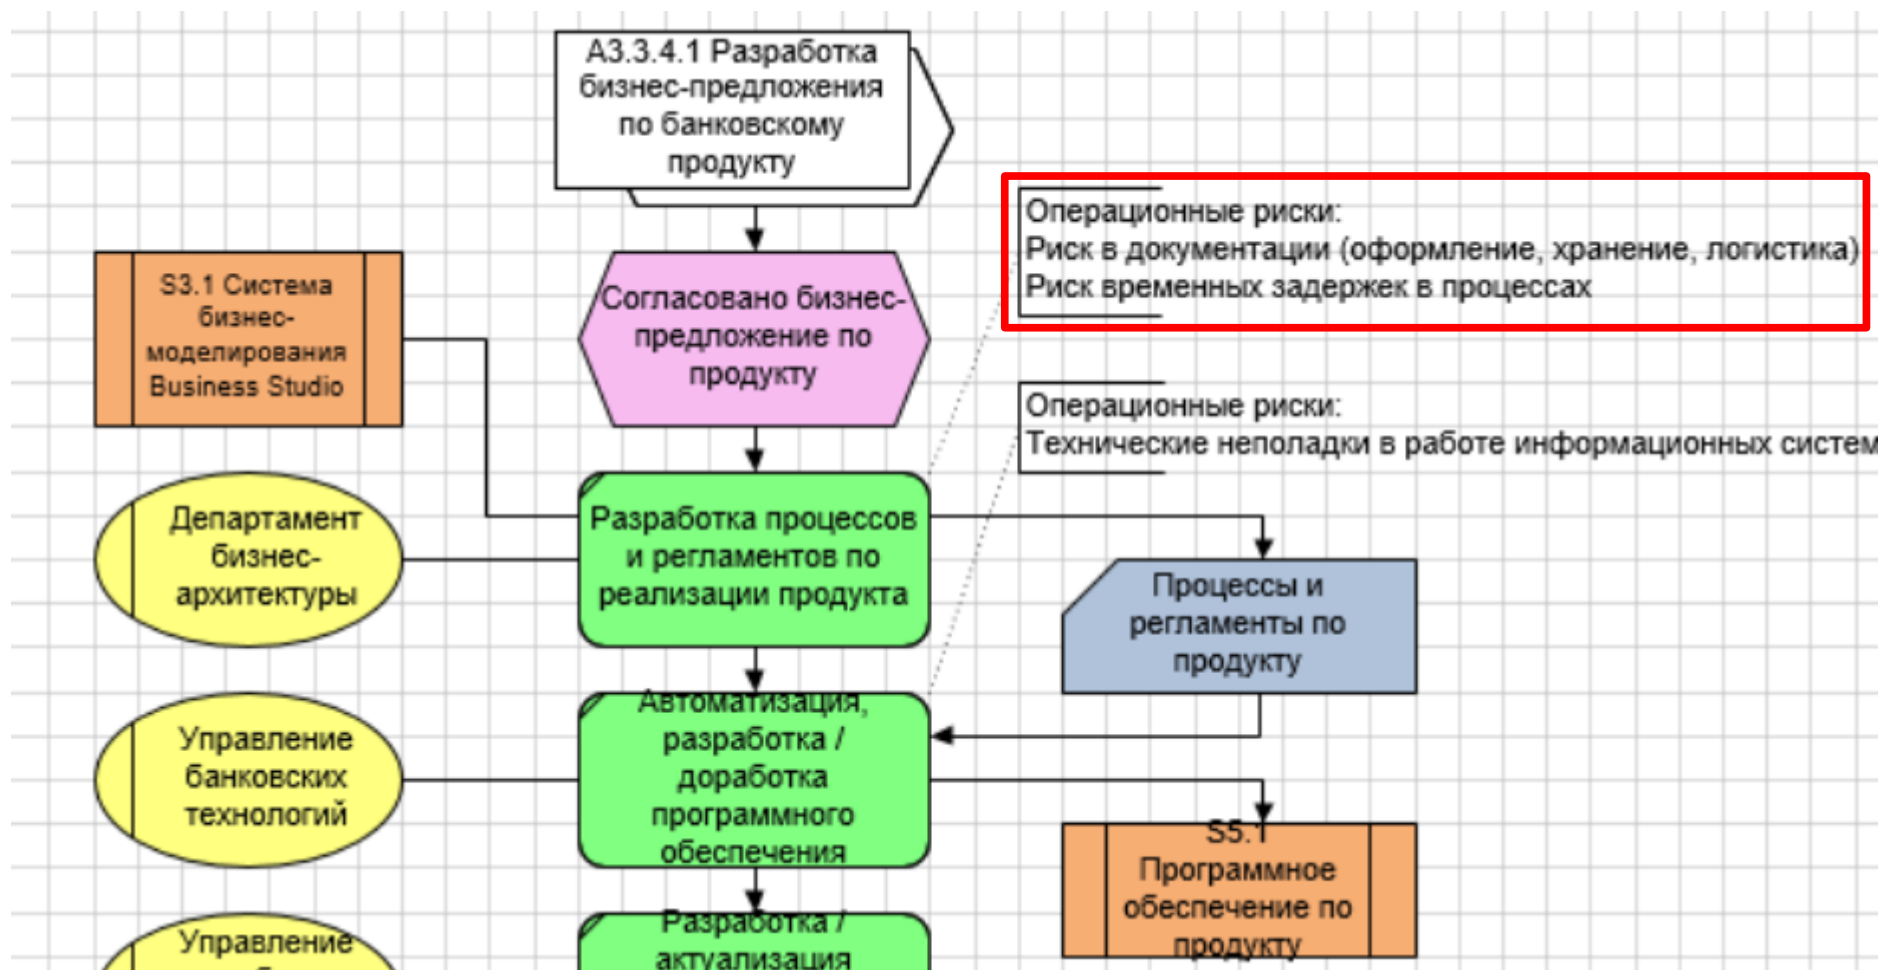 A3.3.4.1 Разработка
бизнес-предложения
по банковскому
продукту
Операционные риски:
Риск в документации (оформление, хранение, логистика)
Риск временных задержек в процессах
S3.1 Система
бизнес-
моделирования
Business Studio
Согласовано бизнес-
предложение по
продукту
Операционные риски:
Технические неполадки в работе информационных систем
Департамент
бизнес-
архитектуры
Разработка процессов
и регламентов по
реализации продукта
Процессы и
регламенты по
продукту
Управление
банковских
технологий
Автоматизация,
разработка /
доработка
программного
обеспечения
S5.1
Программное
обеспечение по
продукту
Управление
Разработка /
актуализация